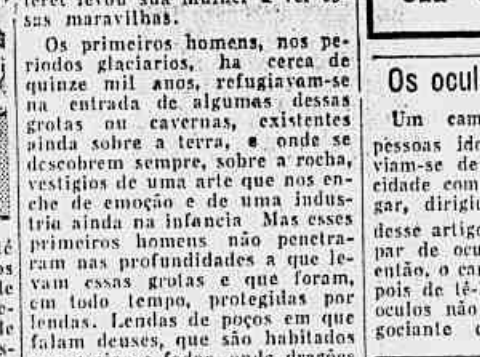 sas maravilhas.
Os primeiros homens, nos pe-
riodos glaciarios, ha cerca de
quinze mil anos, refugiavam-se
na entrada de algumas dessas
grotas ou cavernas, existentes
ainda sobre a terra, e onde se
descobrem sempre, sobre a rocha,
vestigios de uma arte que nos en-
che de emoção e de uma indus-
tria ainda na infancia Mas esses
primeiros homens não penetra-
ram nas profundidades a que le-
vam essas grotas e que foram,
em todo tempo, protegidas por
lendas. Lendas de poços em que
falam deuses, que são habitados
Os ocul
Um cam
pessoas ido
viam-se de
cidade com
gar, dirigiu
desse artigo
par de ocu
então, o ca
pois de tê-
oculos não
gociante